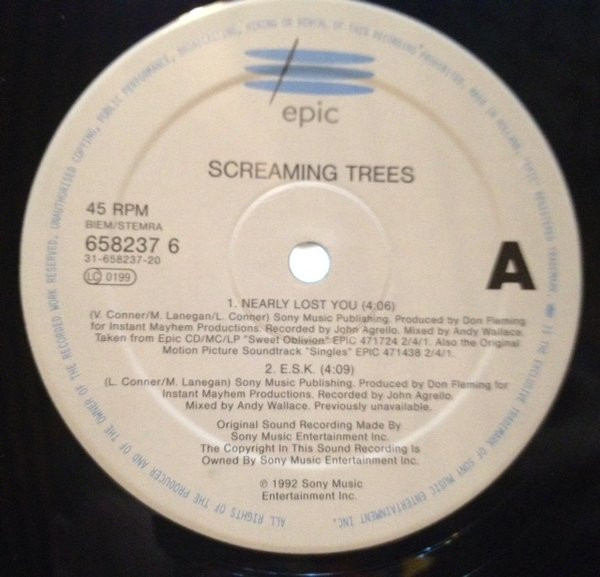 epic
SCREAMING TREES
45 RPM
BIEM/STEMRA
658237 6
31-658237-20
LC 0199
A
1. NEARLY LOST YOU (4:06)
(V. Conner/M. Lanegan/L. Conner) Sony Music Publishing. Produced by Don Fleming
for Instant Mayhem Productions. Recorded by John Agrello. Mixed by Andy Wallace.
Taken from Epic CD/MC/LP "Sweet Oblivion" EPIC 471724 2/4/1. Also the Original
Motion Picture Soundtrack "Singles" EPIC 471438 2/4/1.
2. E.S.K. (4:09)
(L. Conner/M. Lanegan) Sony Music Publishing. Produced by Don Fleming for
Instant Mayhem Productions. Recorded by John Agrello.
Mixed by Andy Wallace. Previously unavailable.
Original Sound Recording Made By
Sony Music Entertainment Inc.
The Copyright In This Sound Recording Is
Owned By Sony Music Entertainment Inc.
℗ 1992 Sony Music
Entertainment Inc.
ALL RIGHTS OF THE PRODUCER AND OF THE OWNER OF THE RECORDED WORK RESERVED. UNAUTHORISED COPYING, PUBLIC PERFORMANCE, BROADCASTING, HIRING OR RENTAL OF THIS RECORDING PROHIBITED. MADE IN HOLLAND. "EPIC" REGISTERED TRADEMARK. IS THE EXCLUSIVE TRADEMARK OF SONY MUSIC ENTERTAINMENT INC.